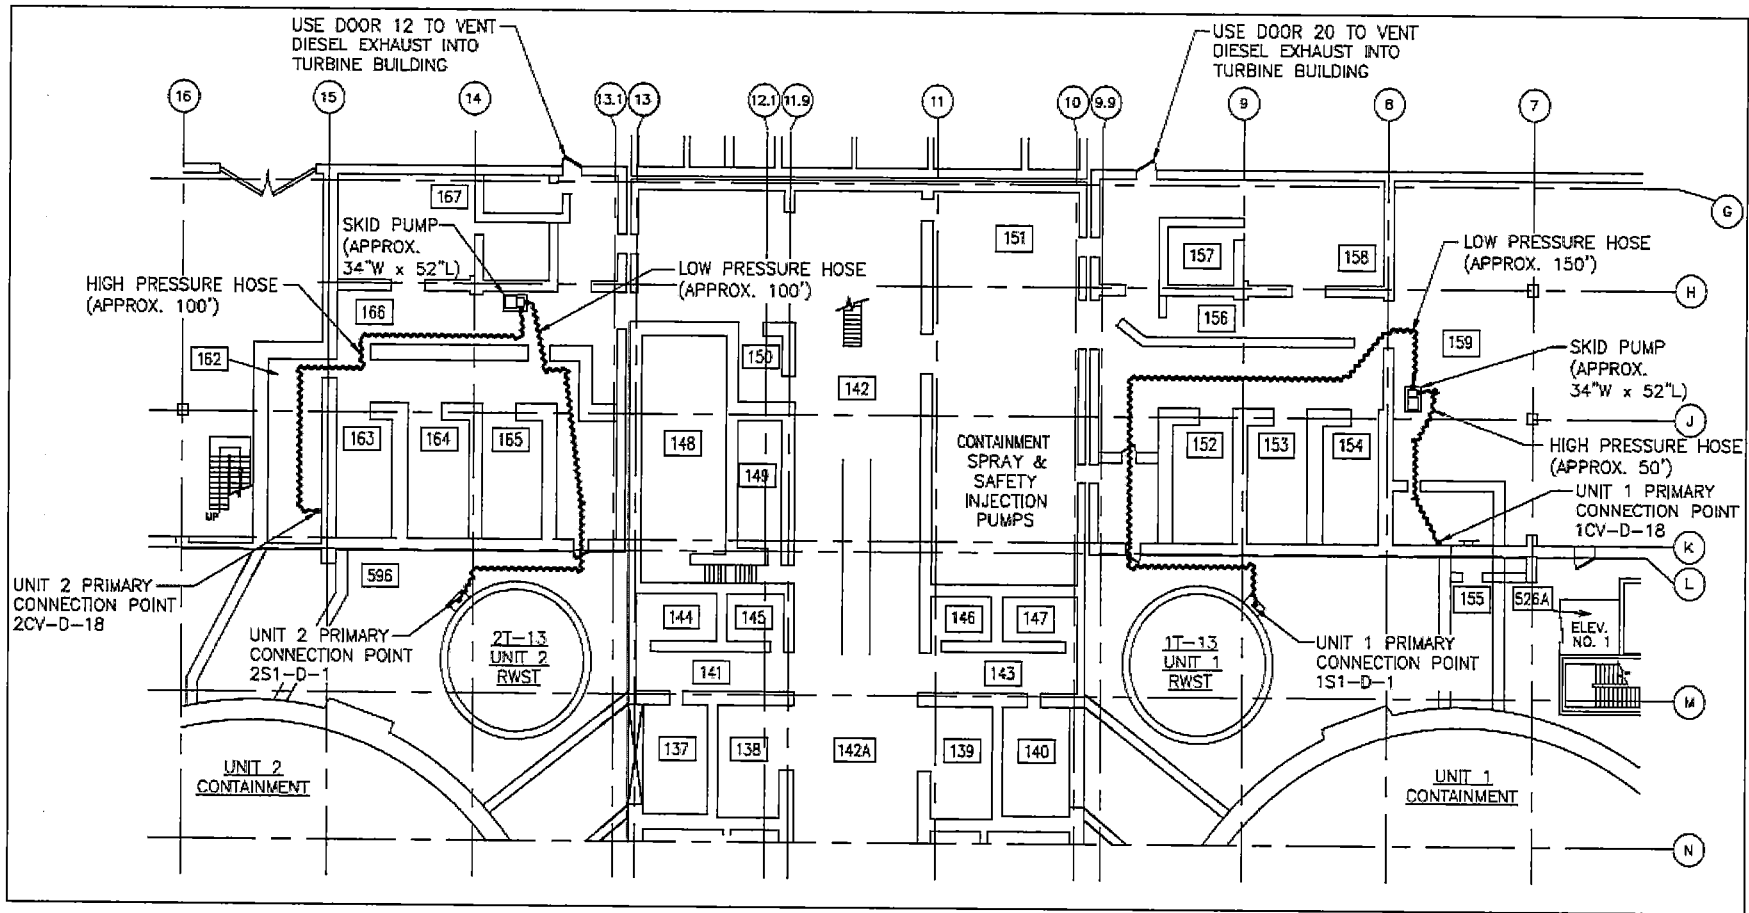 USE DOOR 12 TO VENT
DIESEL EXHAUST INTO
TURBINE BUILDING
USE DOOR 20 TO VENT
DIESEL EXHAUST INTO
TURBINE BUILDING
16
15
14
13.1
13
12.1
11.9
11
10
9.9
9
8
7
G
H
J
K
L
M
N
167
SKID PUMP
(APPROX.
34"W x 52"L)
HIGH PRESSURE HOSE
(APPROX. 100')
LOW PRESSURE HOSE
(APPROX. 100')
166
162
163
164
165
151
150
142
148
149
CONTAINMENT
SPRAY &
SAFETY
INJECTION
PUMPS
157
158
156
LOW PRESSURE HOSE
(APPROX. 150')
159
SKID PUMP
(APPROX.
34"W x 52"L)
152
153
154
HIGH PRESSURE HOSE
(APPROX. 50')
UNIT 1 PRIMARY
CONNECTION POINT
1CV-D-18
UP
596
UNIT 2 PRIMARY
CONNECTION POINT
2CV-D-18
UNIT 2 PRIMARY
CONNECTION POINT
2S1-D-1
2T-13
UNIT 2
RWST
144
145
141
146
147
143
1T-13
UNIT 1
RWST
UNIT 1 PRIMARY
CONNECTION POINT
1S1-D-1
155
526A
ELEV.
NO. 1
137
138
142A
139
140
UNIT 2
CONTAINMENT
UNIT 1
CONTAINMENT